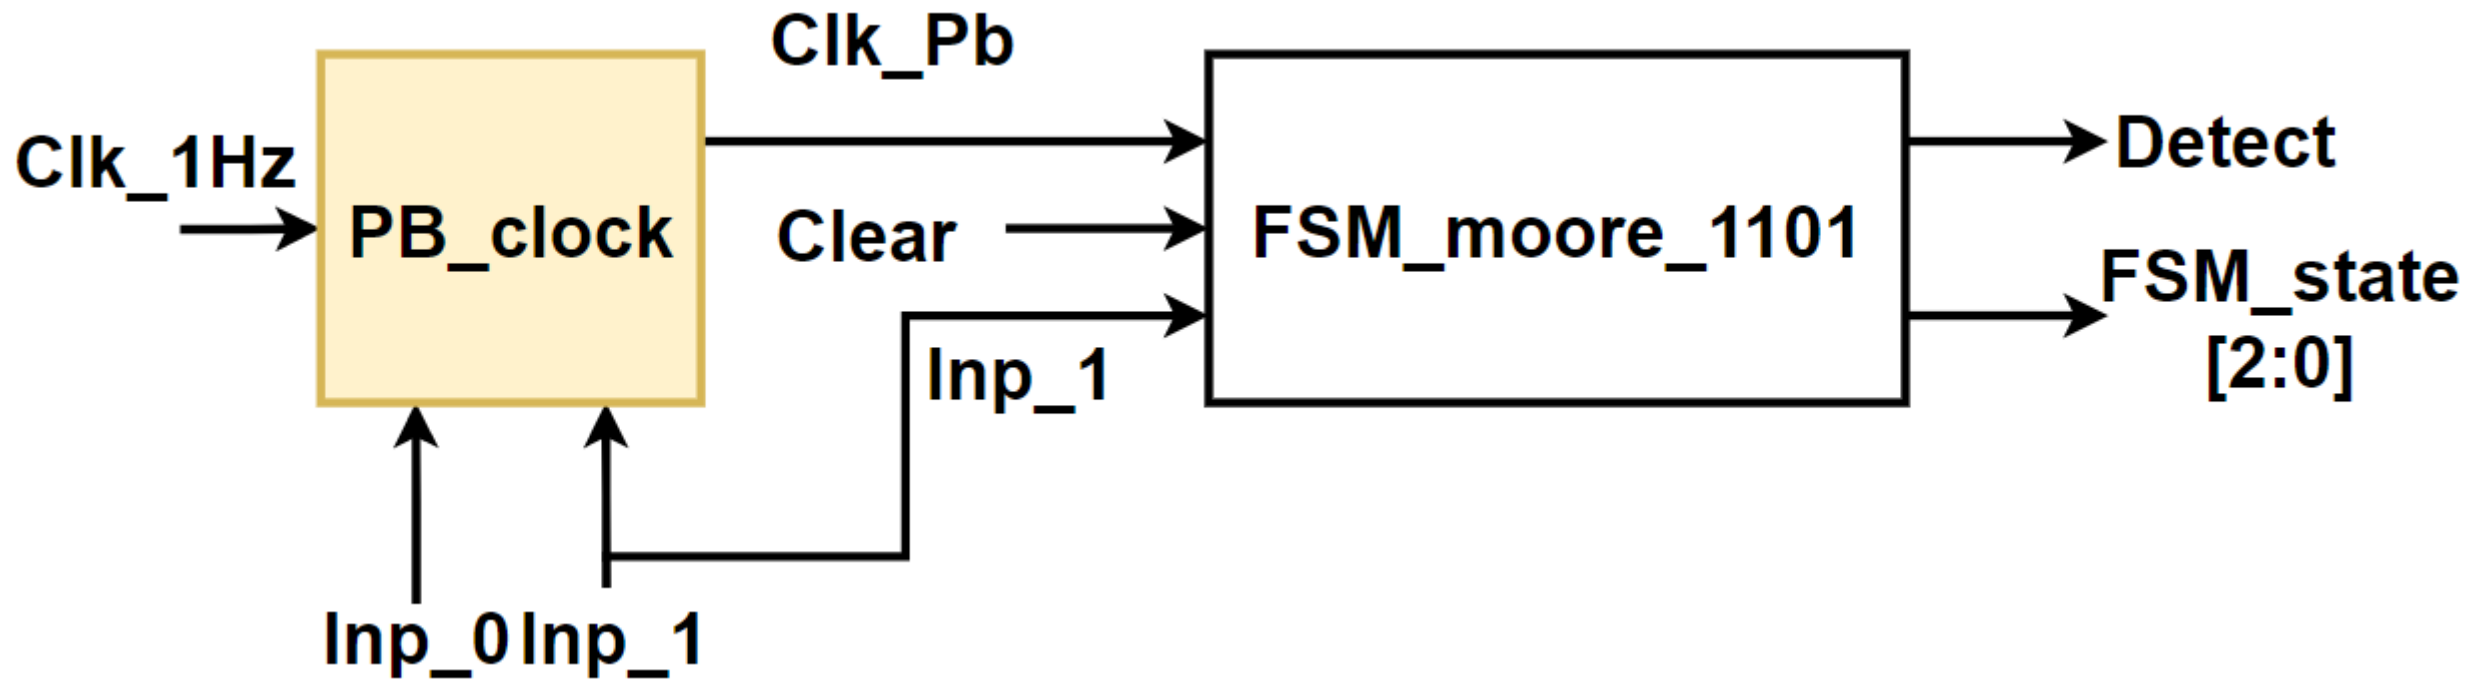 Clk_Pb
Clk_1Hz
PB_clock
Clear
FSM_moore_1101
Detect
FSM_state
[2:0]
Inp_1
Inp_0
Inp_1